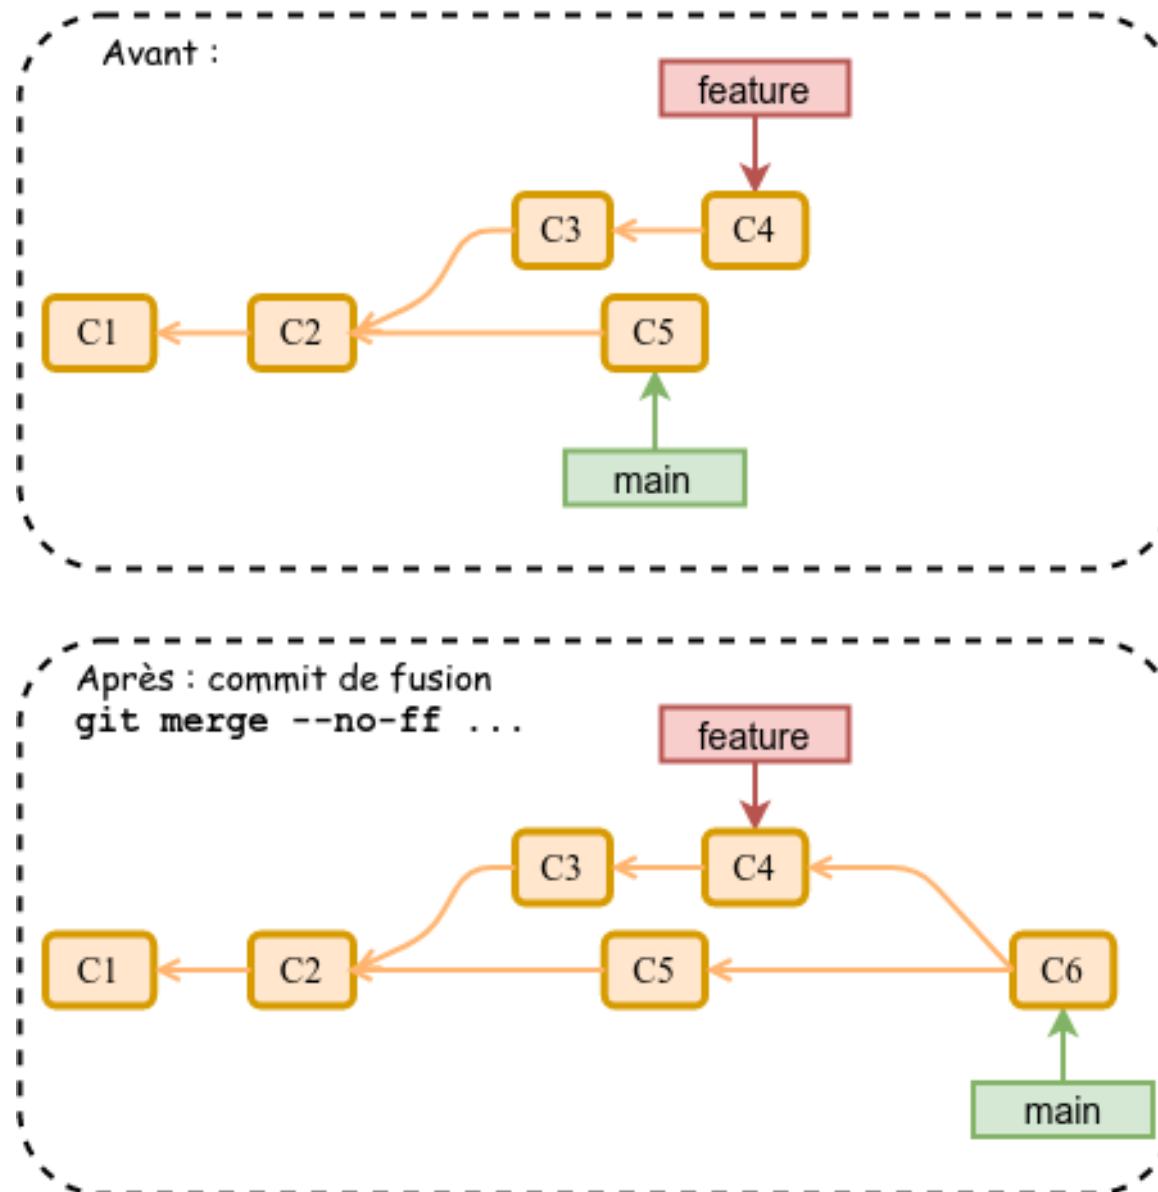 Avant :
feature
C3 C4
C1 C2 C5
main
Après : commit de fusion
git merge --no-ff ...
feature
C3 C4
C1 C2 C5 C6
main